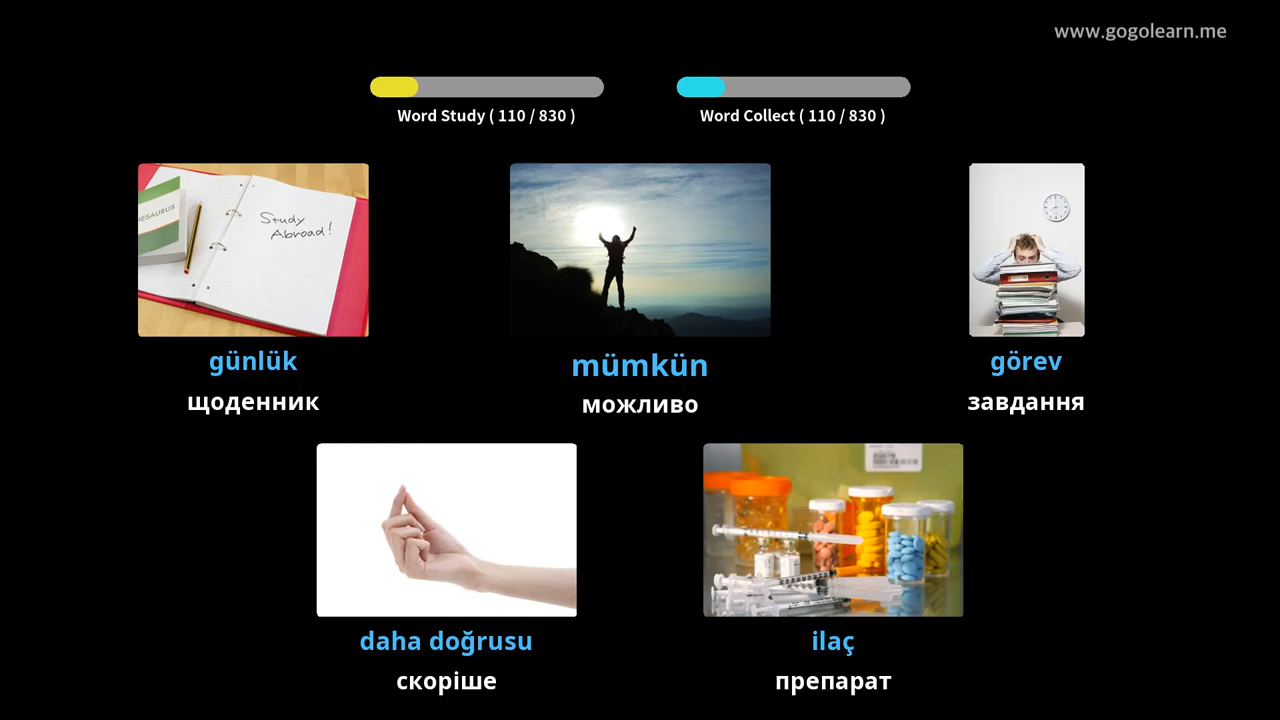 www.gogolearn.me
Word Study ( 110 / 830 )
Word Collect ( 110 / 830 )
THESAURUS
Study
Abroad!
günlük
щоденник
mümkün
можливо
görev
завдання
daha doğrusu
скоріше
ilaç
препарат